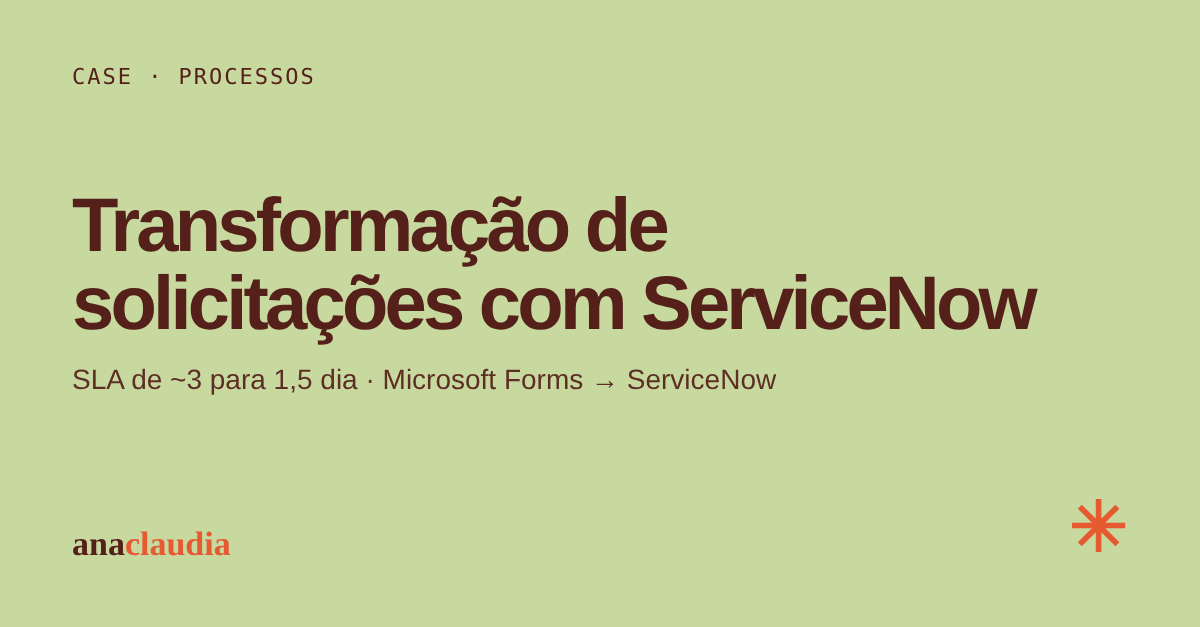 CASE · PROCESSOS
Transformação de
solicitações com ServiceNow
SLA de ~3 para 1,5 dia · Microsoft Forms → ServiceNow
anaclaudia